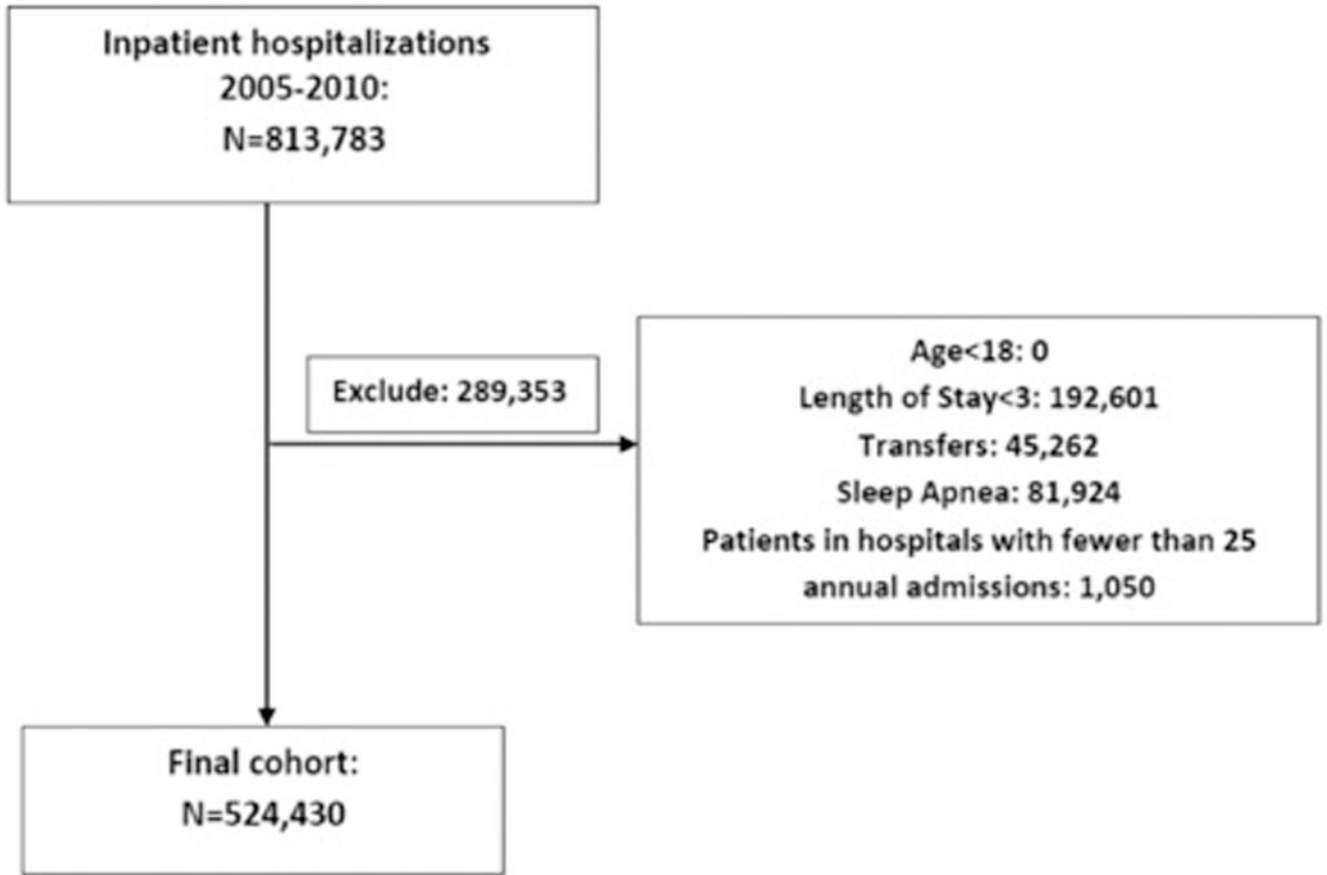 Inpatient hospitalizations
2005-2010:
N=813,783
Exclude: 289,353
Age<18: 0
Length of Stay<3: 192,601
Transfers: 45,262
Sleep Apnea: 81,924
Patients in hospitals with fewer than 25
annual admissions: 1,050
Final cohort:
N=524,430